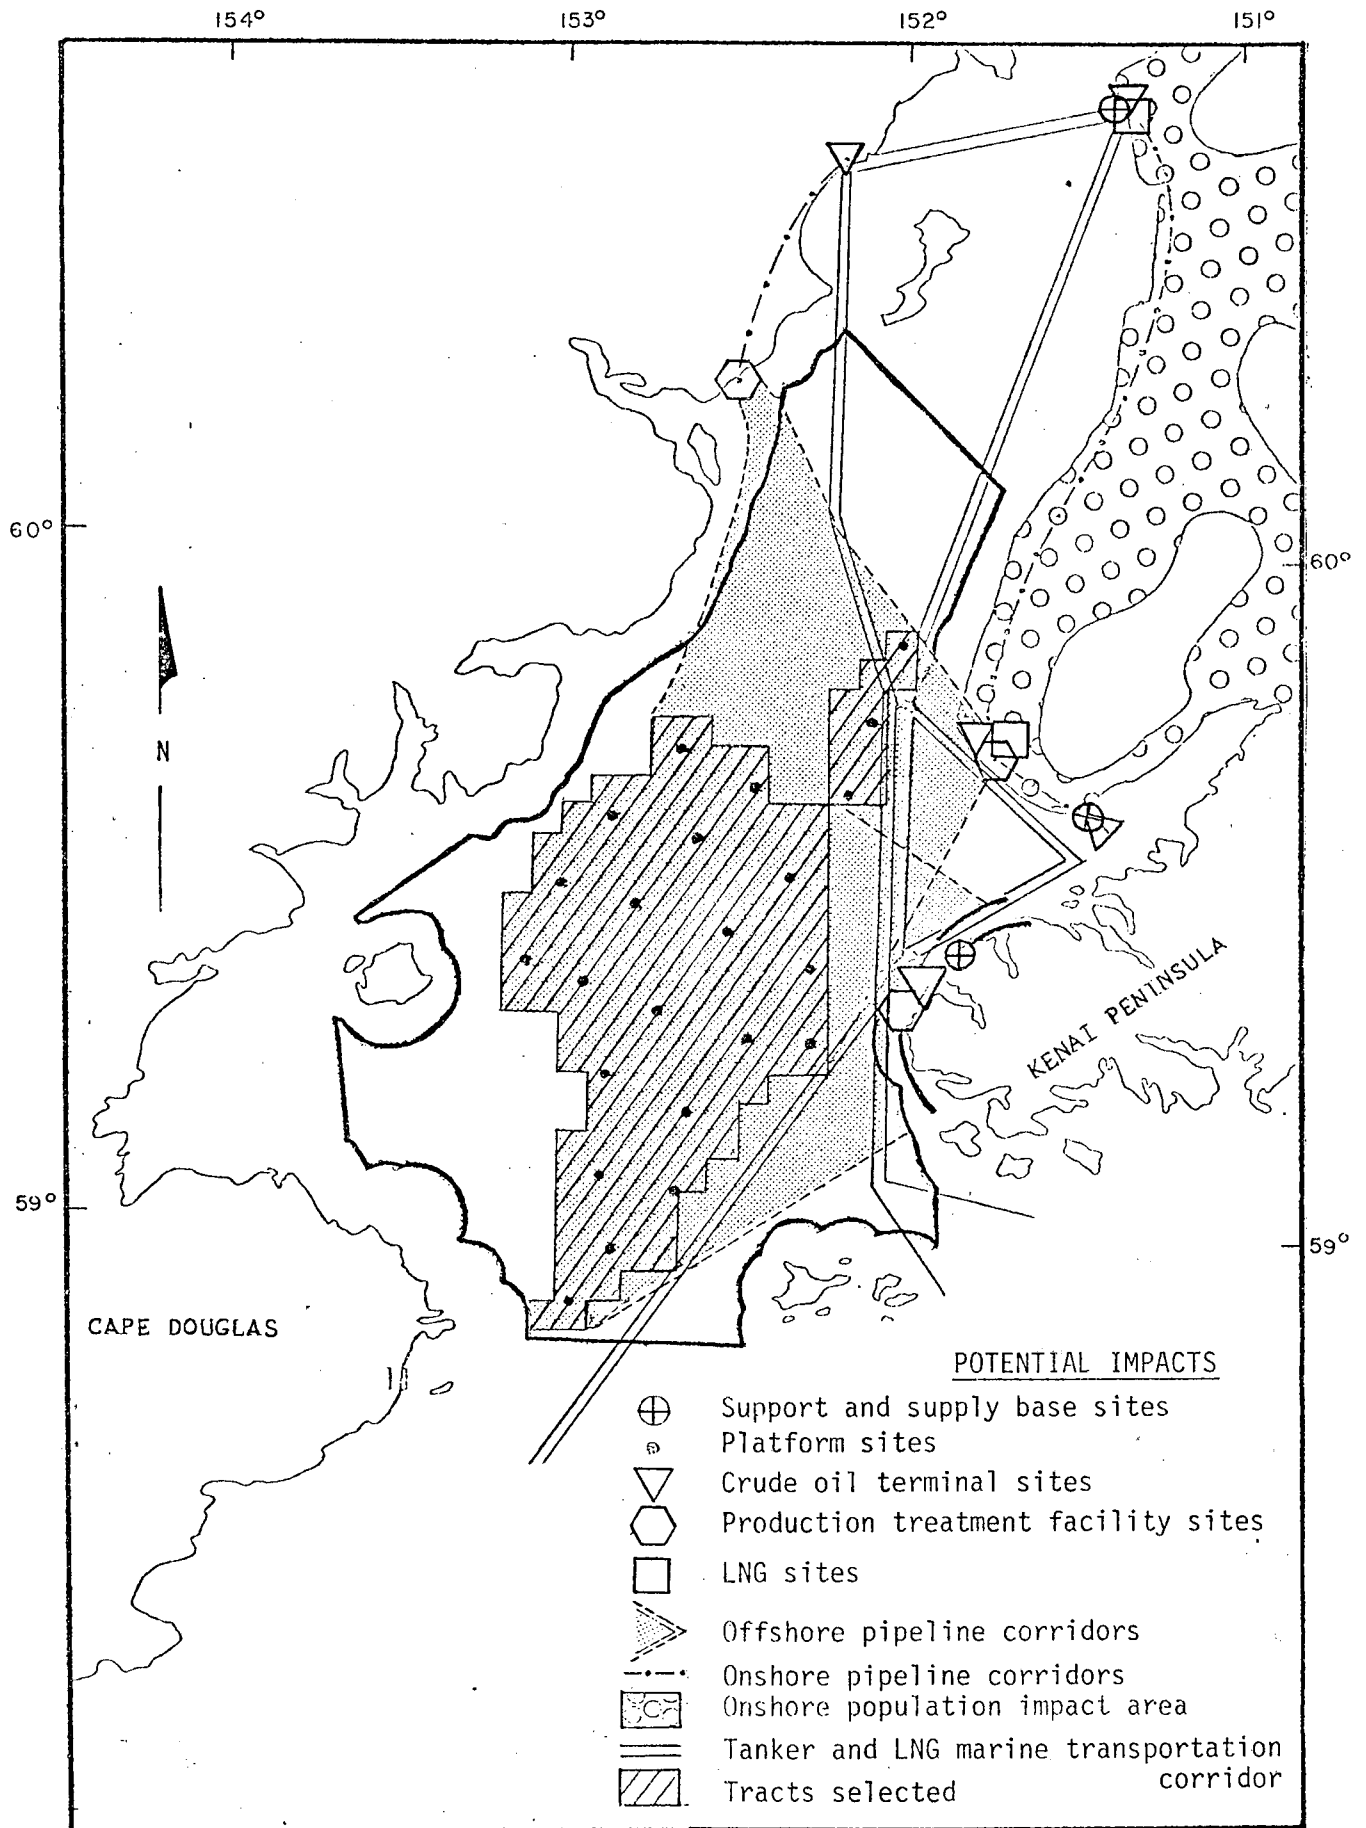 154° 153° 152° 151°
60°
60°
N
KENAI PENINSULA
59°
59°
CAPE DOUGLAS
POTENTIAL IMPACTS
Support and supply base sites
Platform sites
Crude oil terminal sites
Production treatment facility sites
LNG sites
Offshore pipeline corridors
Onshore pipeline corridors
Onshore population impact area
Tanker and LNG marine transportation
corridor
Tracts selected